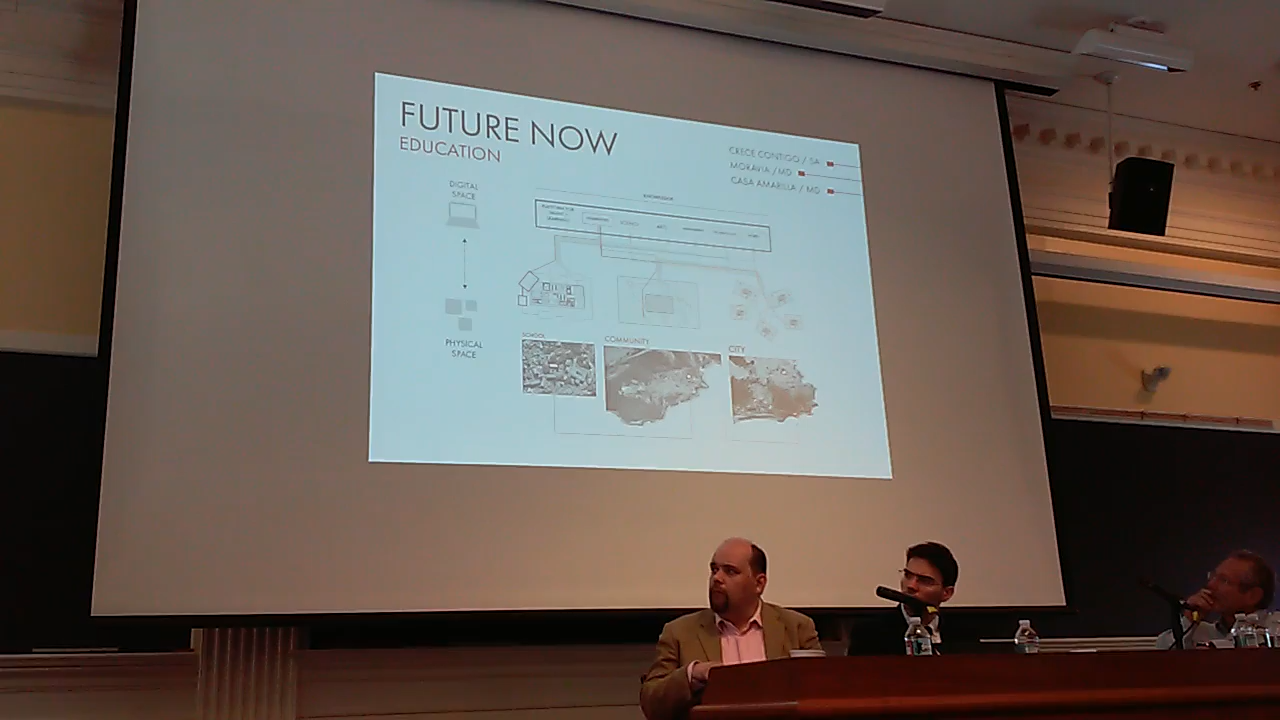 FUTURE NOW
EDUCATION
CRECE CONTIGO / SA
MORAVIA / MD
CASA AMARILLA / MD
DIGITAL
SPACE
PHYSICAL
SPACE
SCHOOL
COMMUNITY
CITY